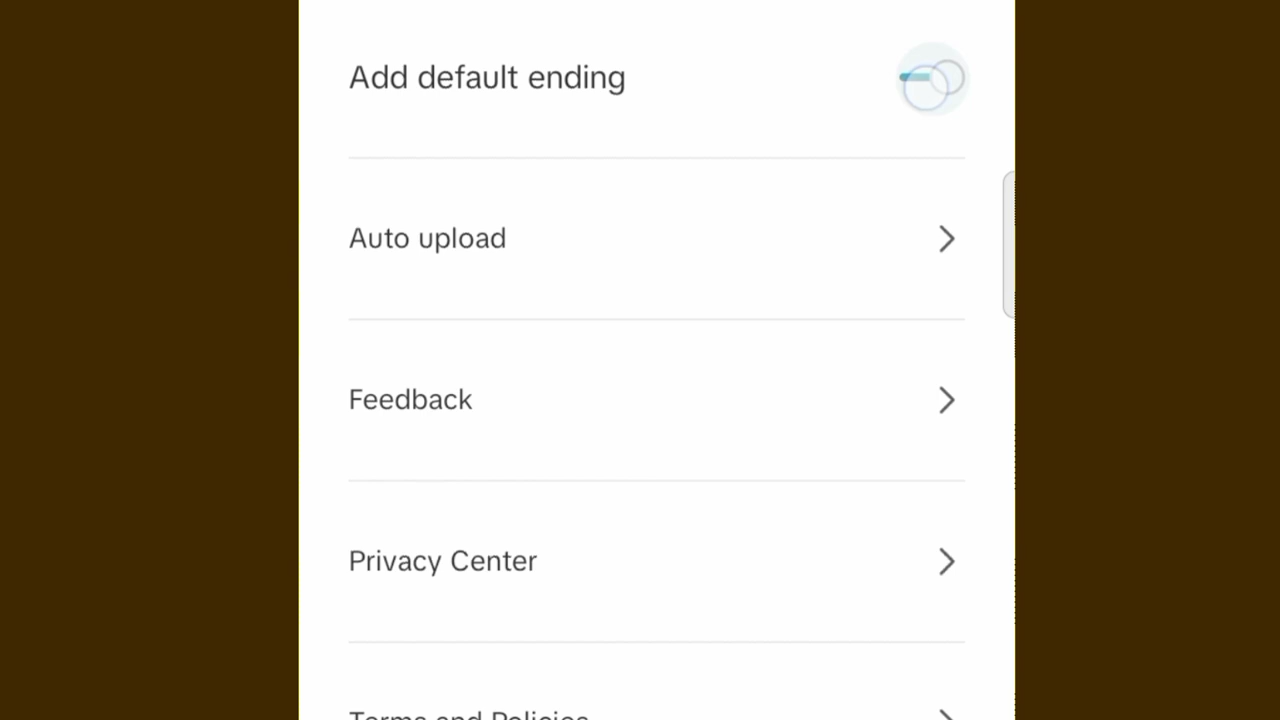 Add default ending
Auto upload
Feedback
Privacy Center
Terms and Policies